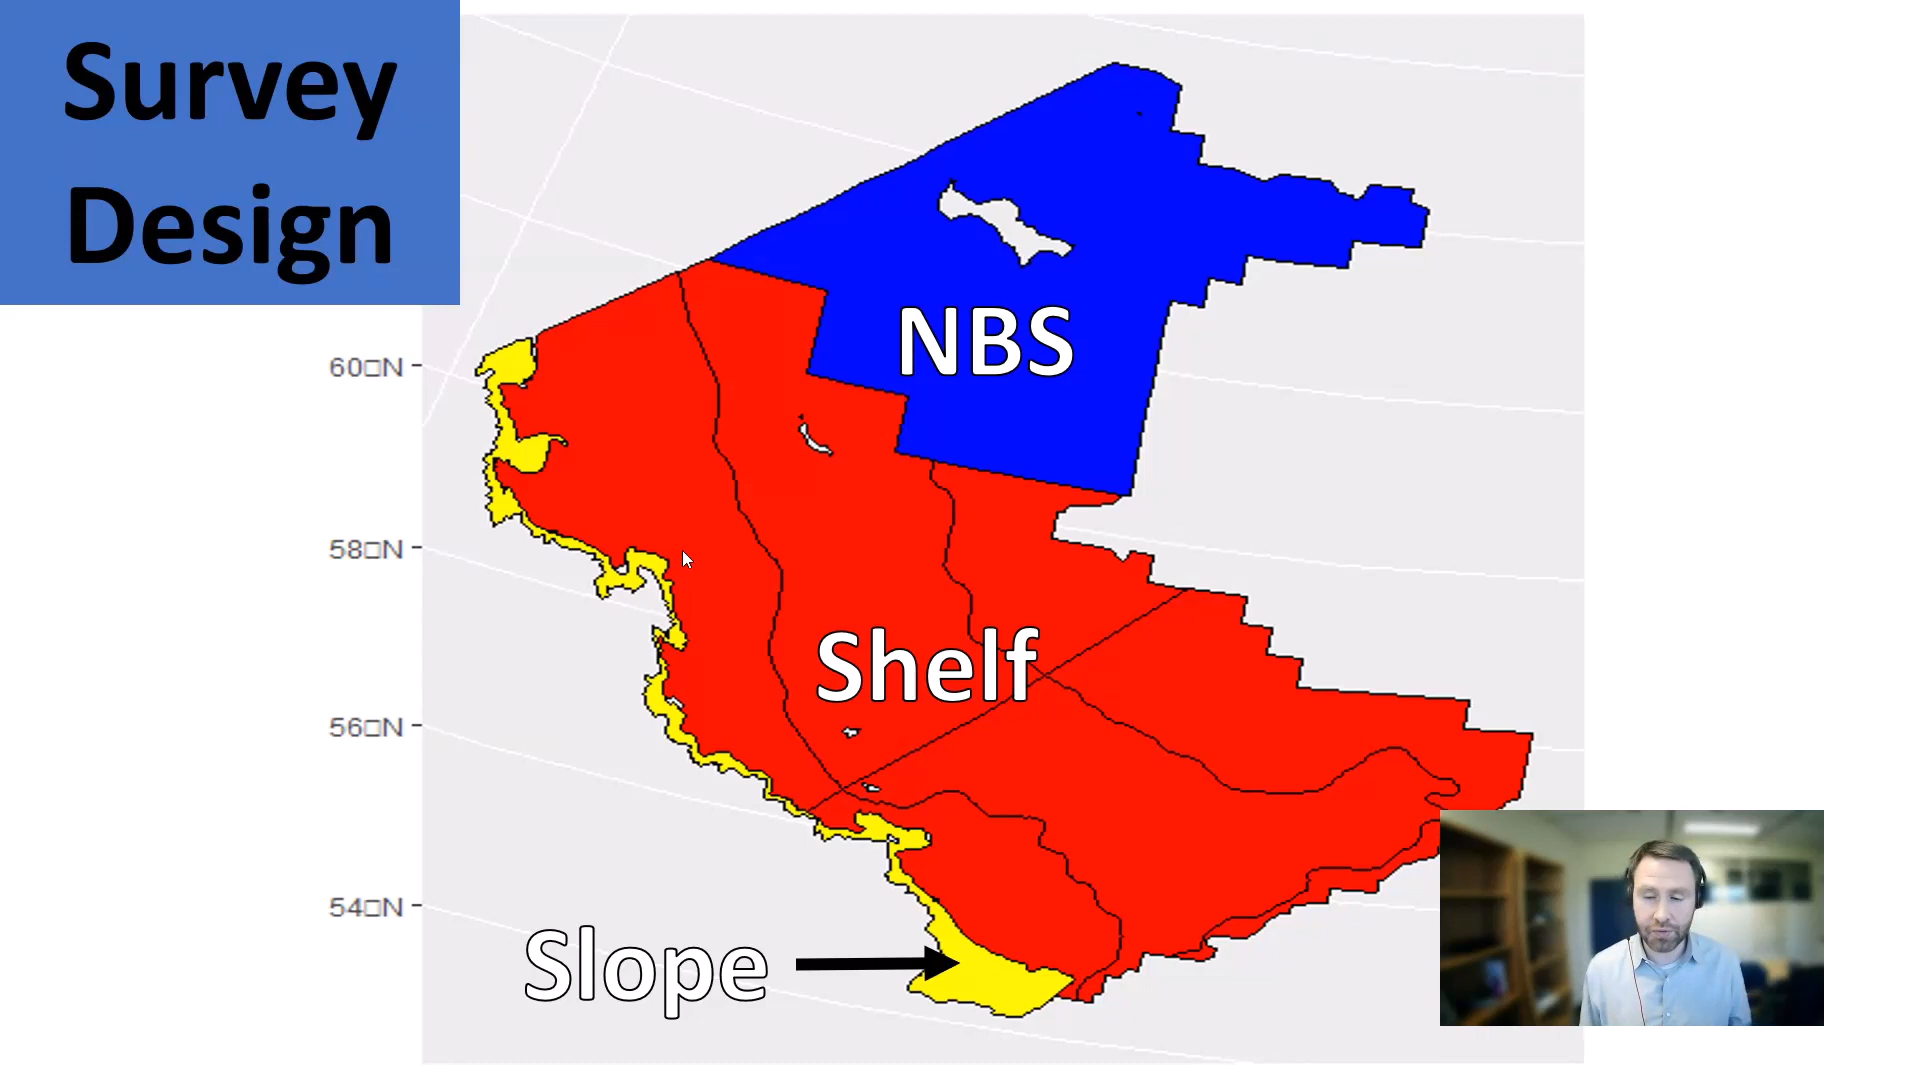 Survey
Design
NBS
60□N
58□N
Shelf
56□N
54□N
Slope